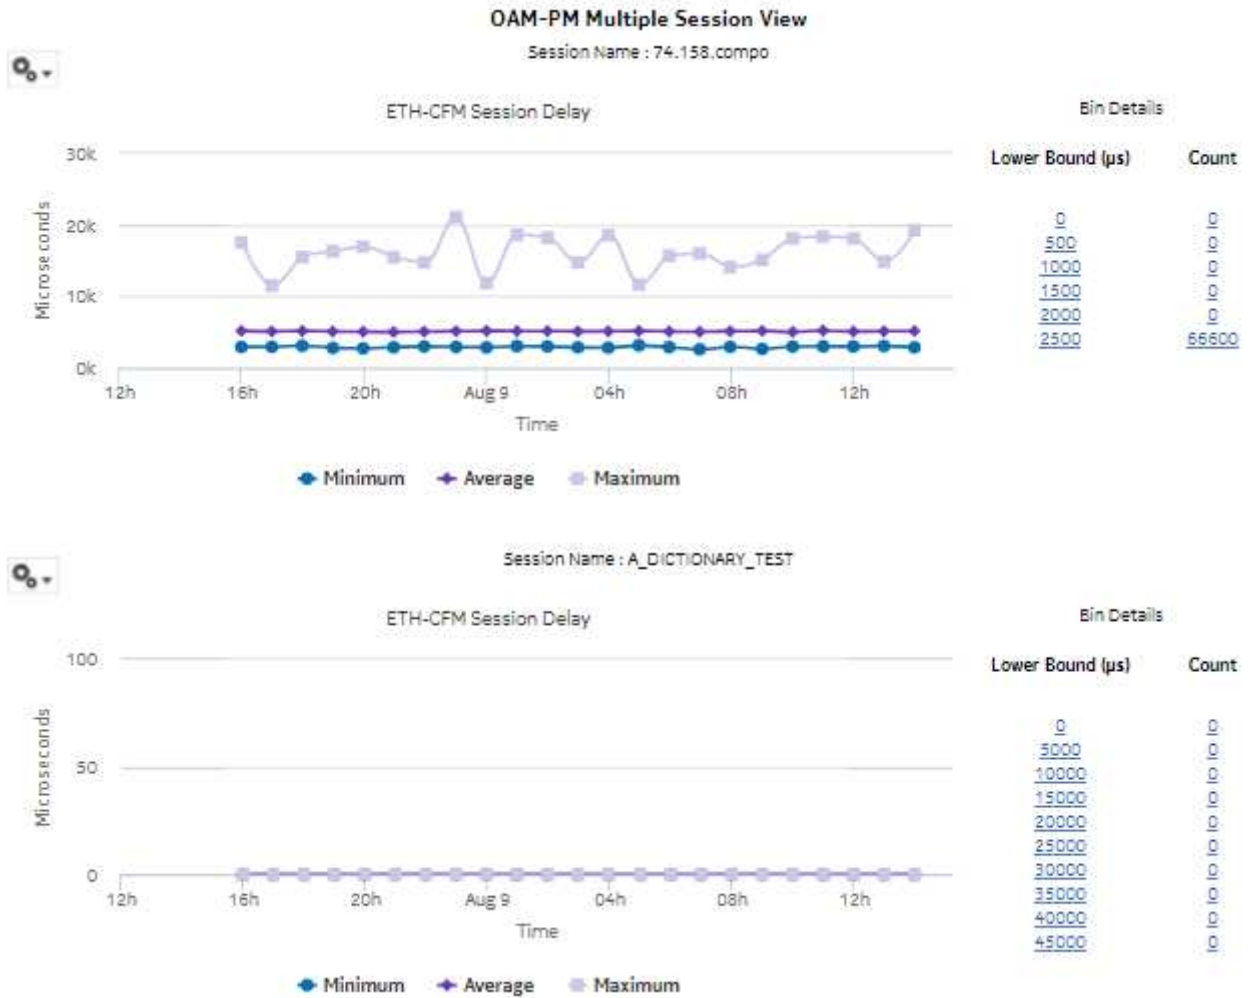 OAM-PM Multiple Session View
Session Name : 74.158.compo
ETH-CFM Session Delay
Bin Details
Lower Bound (µs) Count
0 0
500 0
1000 0
1500 0
2000 0
2500 66600
Microseconds
30k
20k
10k
0k
12h 16h 20h Aug 9 04h 08h 12h
Time
Minimum Average Maximum
Session Name : A_DICTIONARY_TEST
ETH-CFM Session Delay
Bin Details
Lower Bound (µs) Count
0 0
5000 0
10000 0
15000 0
20000 0
25000 0
30000 0
35000 0
40000 0
45000 0
Microseconds
100
50
0
12h 16h 20h Aug 9 04h 08h 12h
Time
Minimum Average Maximum